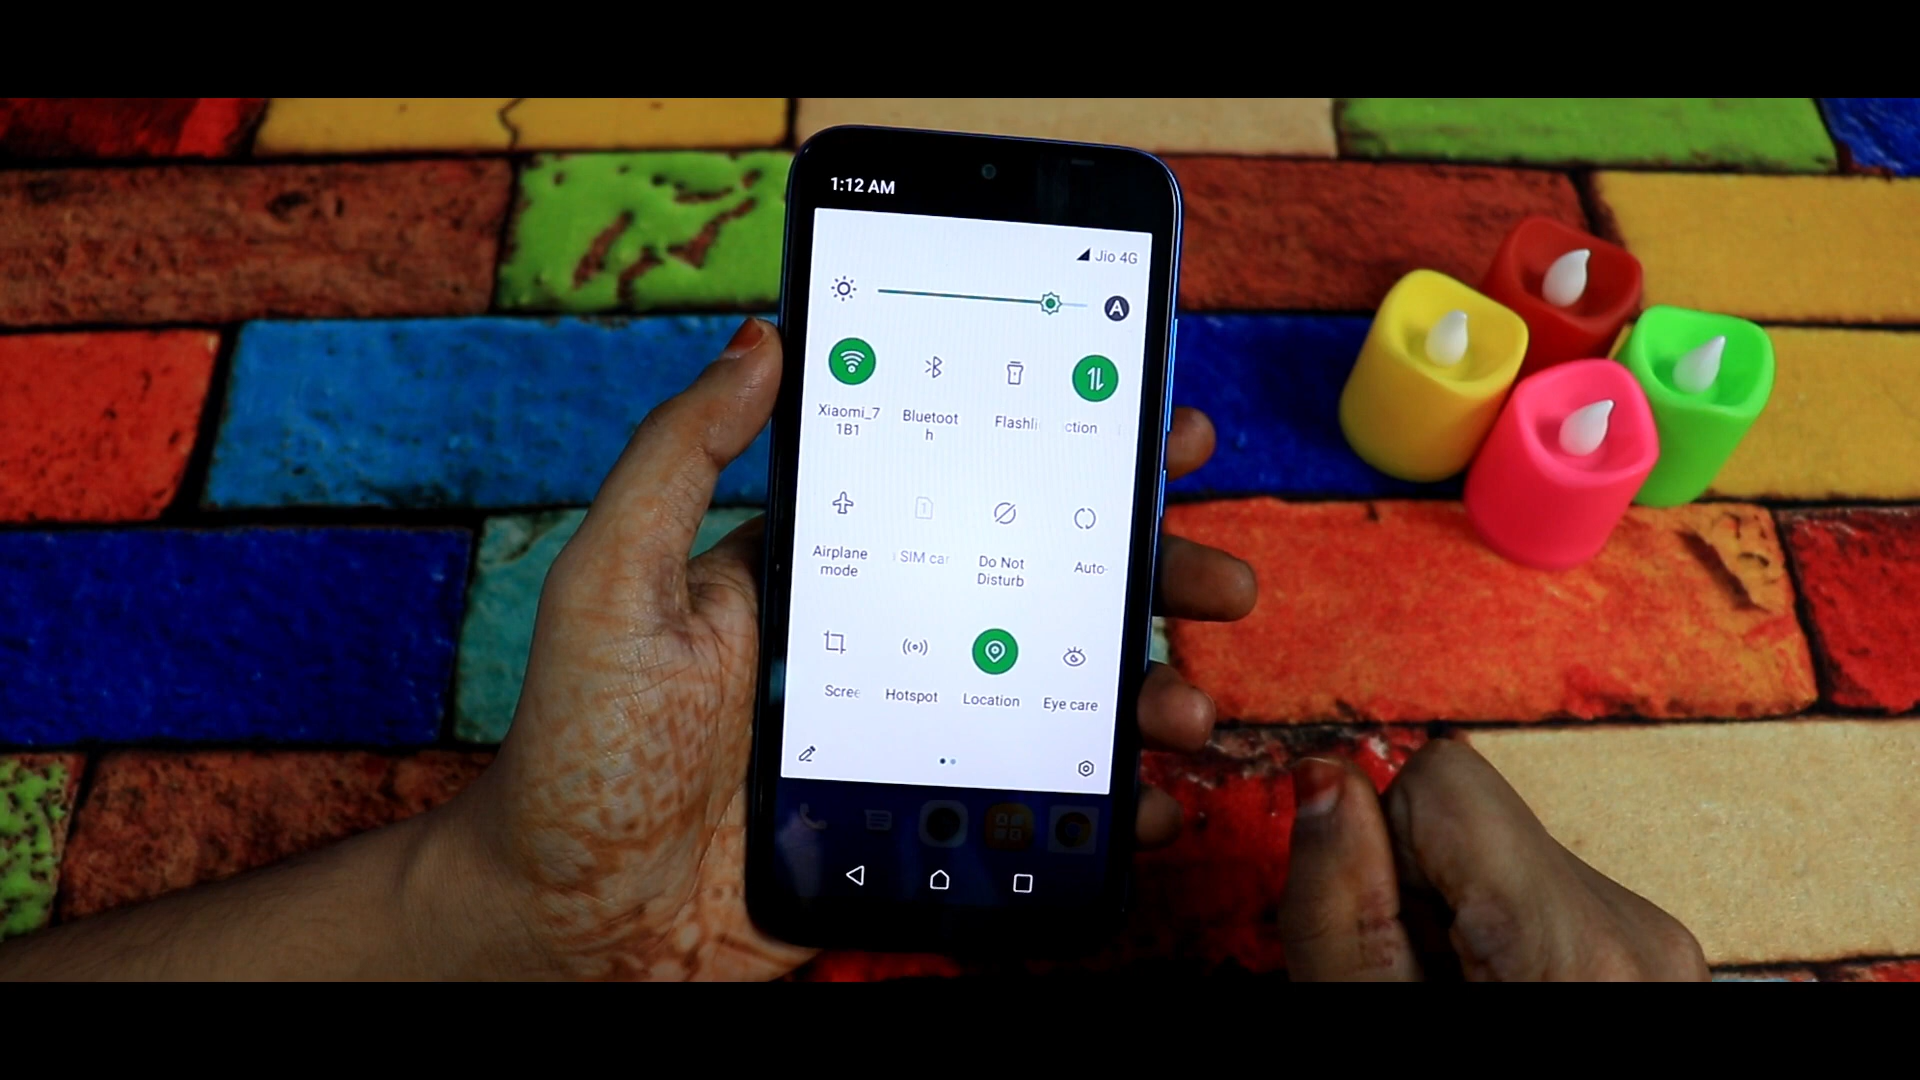 1:12 AM
Jio 4G
A
Xiaomi_7
1B1
Bluetoot
h
Flashli
ction
Airplane
mode
SIM car
Do Not
Disturb
Auto-
Scree
Hotspot
Location
Eye care